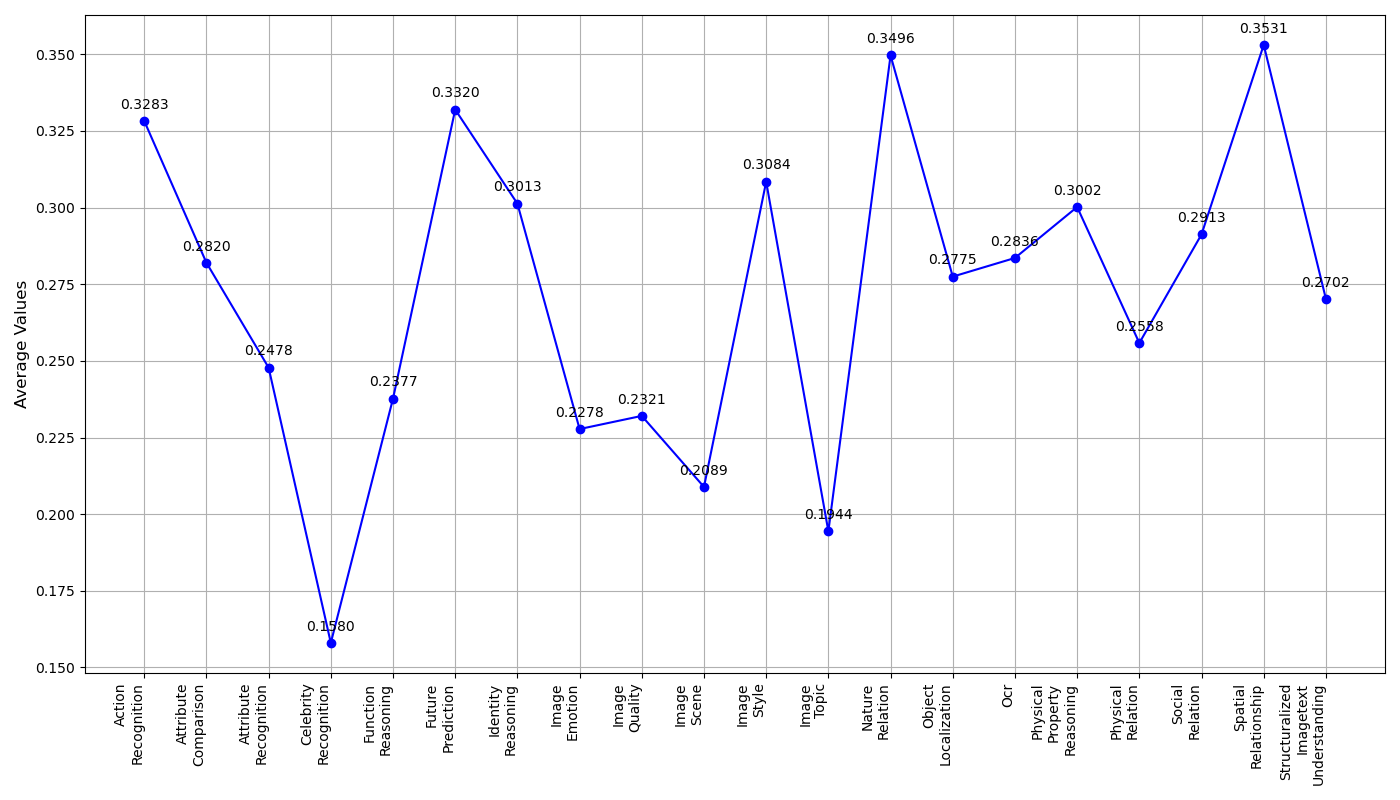 0.3531
0.3496
0.350
0.3320
0.3283
0.325
0.3084
0.3013
0.3002
0.300
0.2913
0.2836
0.2820
0.2775
0.275
0.2702
0.2558
0.2478
0.250
0.2377
0.2321
0.2278
0.225
0.2089
0.200
0.1944
0.175
0.1580
0.150
Average Values
Action
Recognition
Attribute
Comparison
Attribute
Recognition
Celebrity
Recognition
Function
Reasoning
Future
Prediction
Identity
Reasoning
Image
Emotion
Image
Quality
Image
Scene
Image
Style
Image
Topic
Nature
Relation
Object
Localization
Ocr
Physical
Property
Reasoning
Physical
Relation
Social
Relation
Spatial
Relationship
Structuralized
Imagetext
Understanding